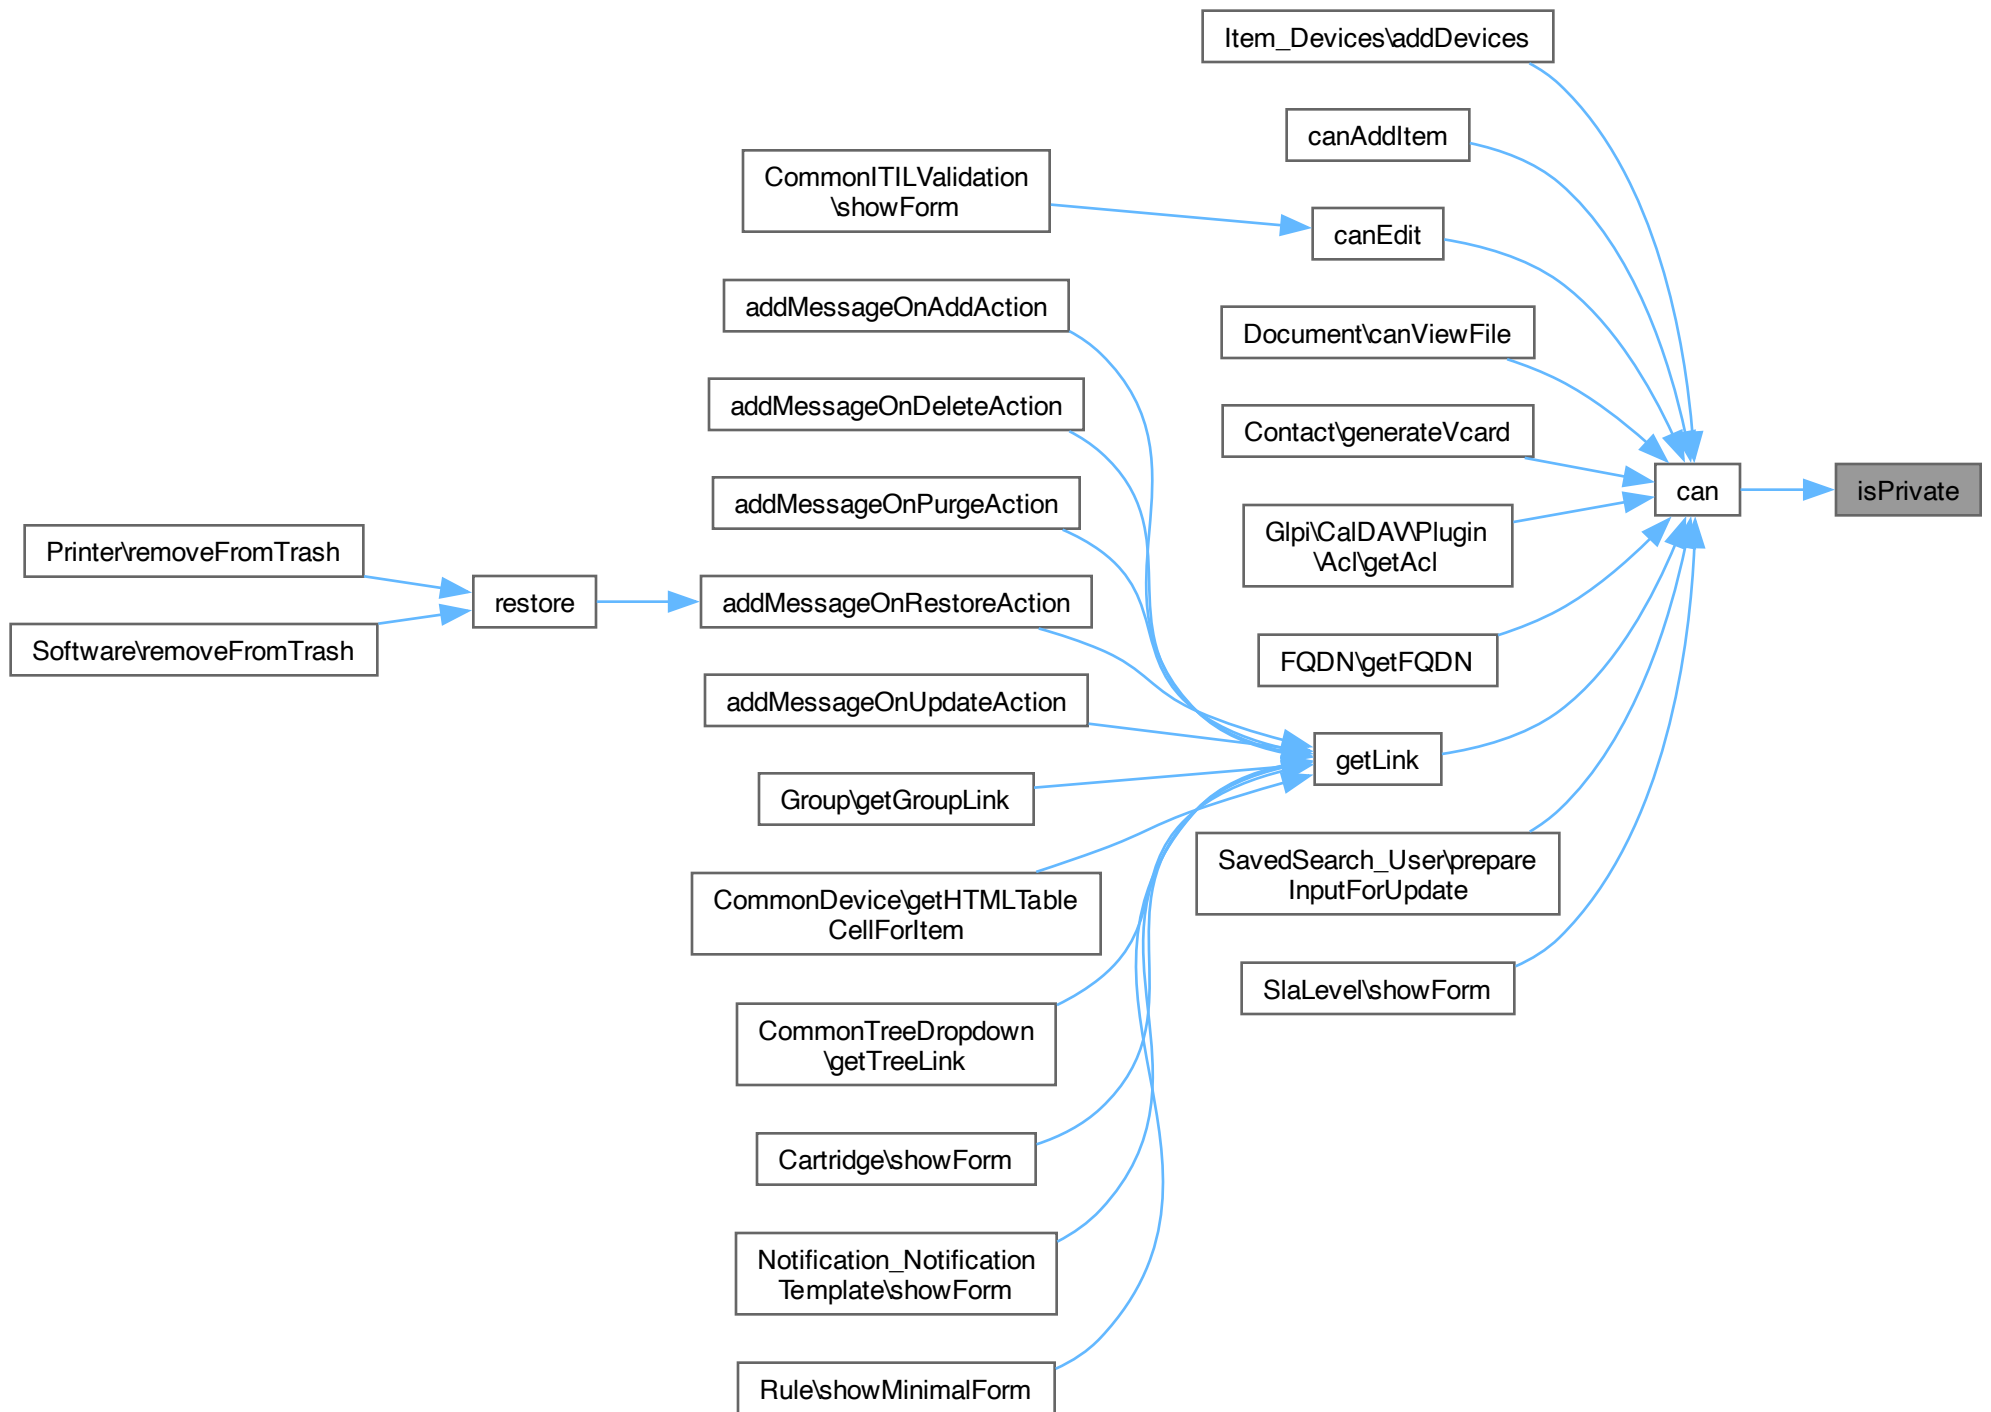 Item_Devices\addDevices
canAddItem
CommonITILValidation
\showForm
canEdit
addMessageOnAddAction
Document\canViewFile
addMessageOnDeleteAction
Contact\generateVcard
addMessageOnPurgeAction
can
isPrivate
Glpi\CalDAV\Plugin
\Acl\getAcl
Printer\removeFromTrash
restore
addMessageOnRestoreAction
Software\removeFromTrash
FQDN\getFQDN
addMessageOnUpdateAction
getLink
Group\getGroupLink
SavedSearch_User\prepare
InputForUpdate
CommonDevice\getHTMLTable
CellForItem
SlaLevel\showForm
CommonTreeDropdown
\getTreeLink
Cartridge\showForm
Notification_Notification
Template\showForm
Rule\showMinimalForm